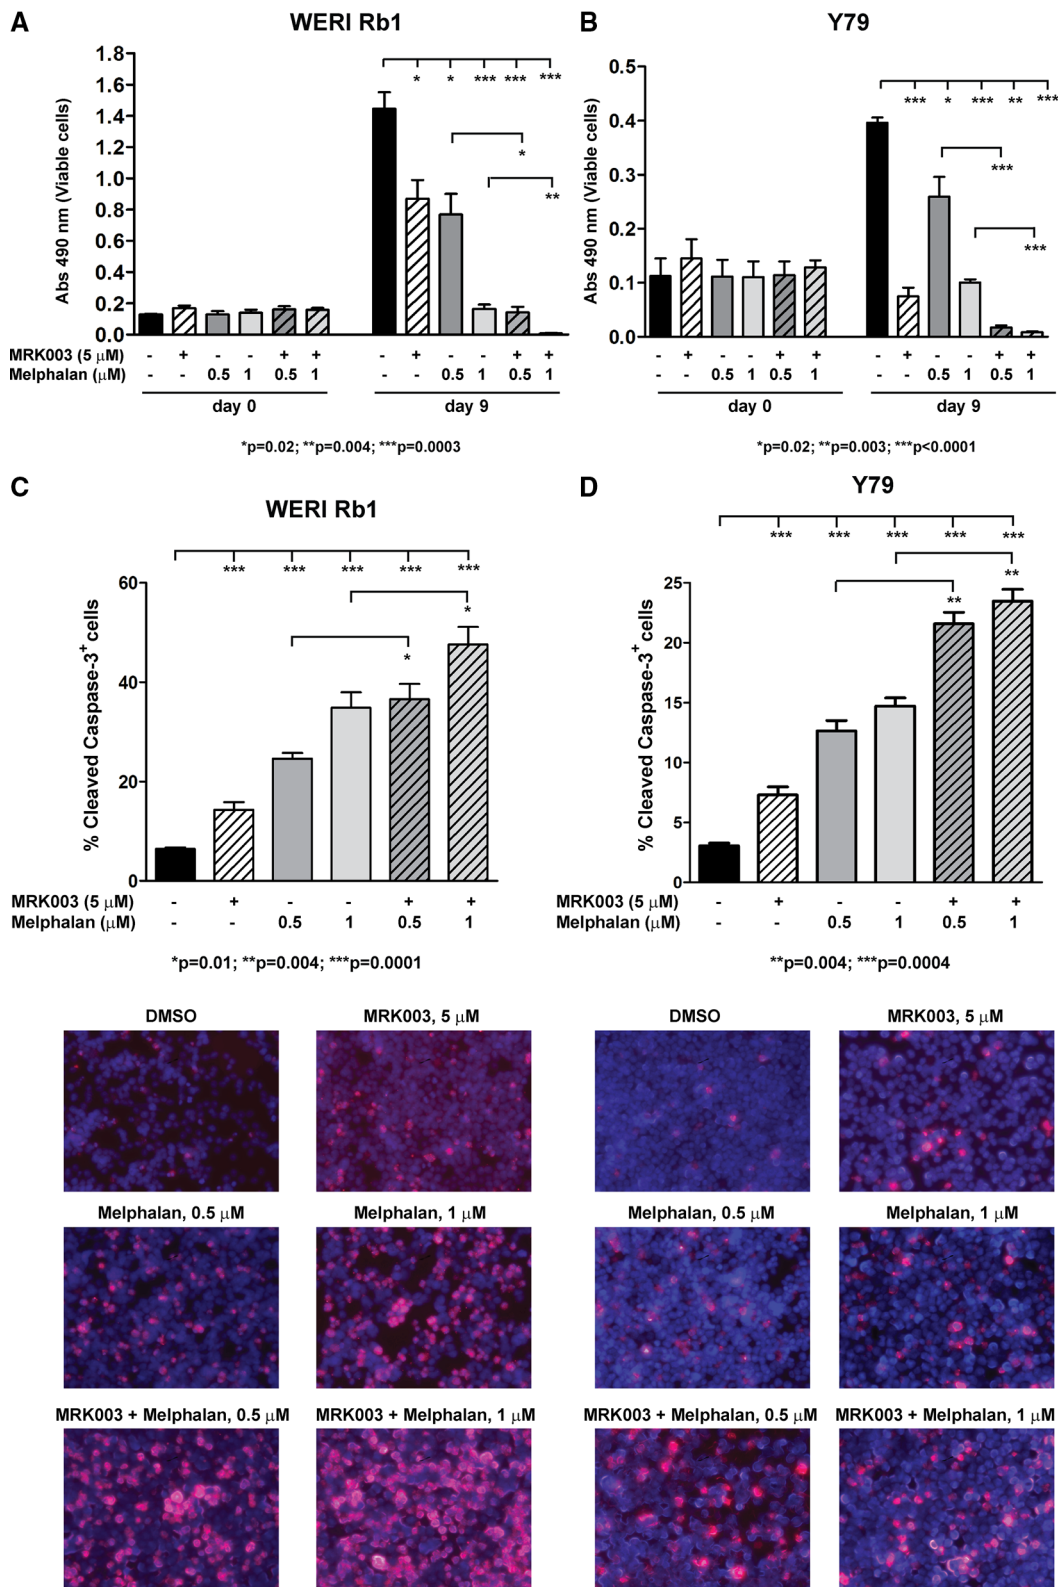 A
WERI Rb1
Abs 490 nm (Viable cells)
1.8
1.6
1.4
1.2
1.0
0.8
0.6
0.4
0.2
0.0
* * *** *** ***
*
**
MRK003 (5 μM) - + - - + + - + - - + +
Melphalan (μM) - - 0.5 1 0.5 1 - - 0.5 1 0.5 1
day 0 day 9
*p=0.02; **p=0.004; ***p=0.0003
B
Y79
Abs 490 nm (Viable cells)
0.5
0.4
0.3
0.2
0.1
0.0
*** * *** ** ***
***
***
- + - - + + - + - - + +
- - 0.5 1 0.5 1 - - 0.5 1 0.5 1
day 0 day 9
*p=0.02; **p=0.003; ***p<0.0001
C
WERI Rb1
% Cleaved Caspase-3+ cells
60
40
20
0
*** *** *** *** ***
*
*
MRK003 (5 μM) - + - - + +
Melphalan (μM) - - 0.5 1 0.5 1
*p=0.01; **p=0.004; ***p=0.0001
D
Y79
% Cleaved Caspase-3+ cells
25
20
15
10
5
0
*** *** *** *** ***
**
**
MRK003 (5 μM) - + - - + +
Melphalan (μM) - - 0.5 1 0.5 1
**p=0.004; ***p=0.0004
DMSO MRK003, 5 μM DMSO MRK003, 5 μM
Melphalan, 0.5 μM Melphalan, 1 μM Melphalan, 0.5 μM Melphalan, 1 μM
MRK003 + Melphalan, 0.5 μM MRK003 + Melphalan, 1 μM MRK003 + Melphalan, 0.5 μM MRK003 + Melphalan, 1 μM